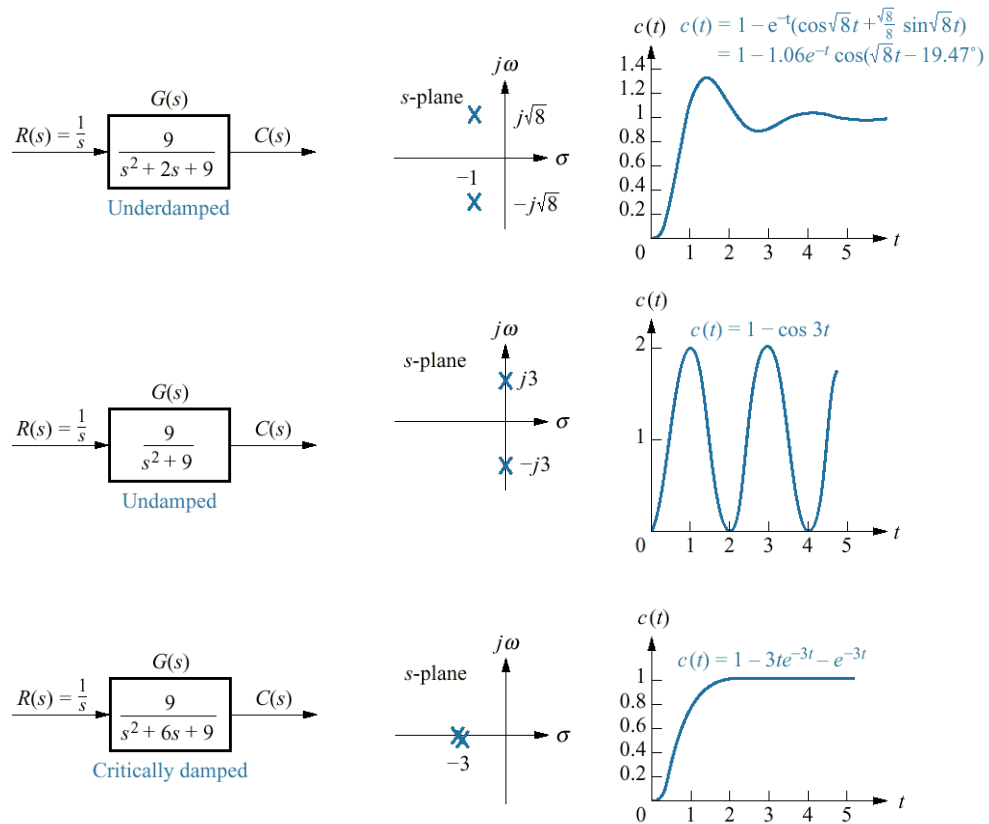 G(s)
R(s) = 1/s
9/(s² + 2s + 9)
C(s)
Underdamped
jω
s-plane
j√8
σ
−1
−j√8
c(t)
c(t) = 1 − e⁻ᵗ(cos√8t + √8/8 sin√8t)
= 1 − 1.06e⁻ᵗ cos(√8t − 19.47°)
1.4
1.2
1
0.8
0.6
0.4
0.2
0 1 2 3 4 5 t
G(s)
R(s) = 1/s
9/(s² + 9)
C(s)
Undamped
jω
s-plane
j3
σ
−j3
c(t)
c(t) = 1 − cos 3t
2
1
0 1 2 3 4 5 t
G(s)
R(s) = 1/s
9/(s² + 6s + 9)
C(s)
Critically damped
jω
s-plane
σ
−3
c(t)
c(t) = 1 − 3te⁻³ᵗ − e⁻³ᵗ
1
0.8
0.6
0.4
0.2
0 1 2 3 4 5 t